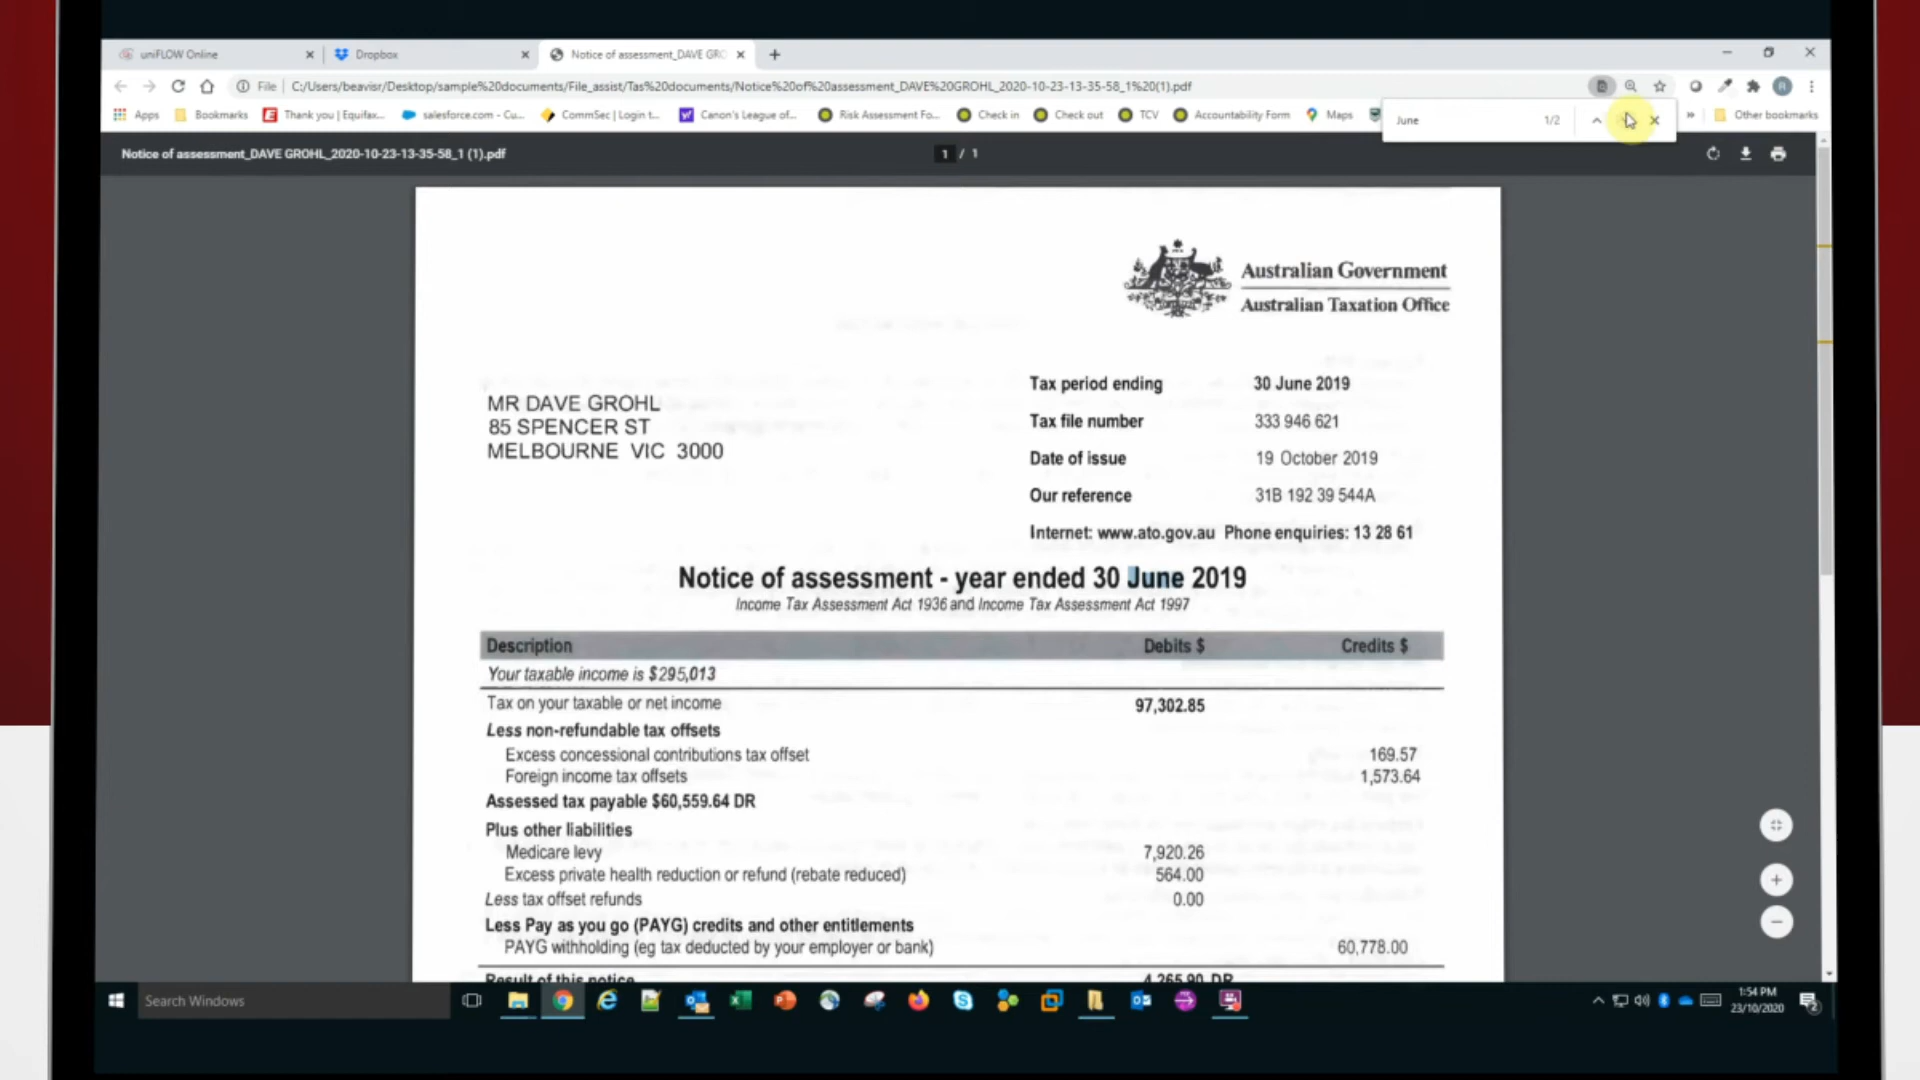 uniFLOW Online
Dropbox
Notice of assessment_DAVE GRO
File C:/Users/beavisr/Desktop/sample%20documents/File_assist/Tas%20documents/Notice%20of%20assessment_DAVE%20GROHL_2020-10-23-13-35-58_1%20(1).pdf
Apps Bookmarks Thank you | Equifax... salesforce.com - Cu... CommSec | Login t... Canon's League of... Risk Assessment Fo... Check in Check out TCV Accountability Form Maps » Other bookmarks
June 1/2
Notice of assessment_DAVE GROHL_2020-10-23-13-35-58_1 (1).pdf 1 / 1
Australian Government
Australian Taxation Office
MR DAVE GROHL
85 SPENCER ST
MELBOURNE VIC 3000
Tax period ending 30 June 2019
Tax file number 333 946 621
Date of issue 19 October 2019
Our reference 31B 192 39 544A
Internet: www.ato.gov.au Phone enquiries: 13 28 61
Notice of assessment - year ended 30 June 2019
Income Tax Assessment Act 1936 and Income Tax Assessment Act 1997
Description Debits $ Credits $
Your taxable income is $295,013
Tax on your taxable or net income 97,302.85
Less non-refundable tax offsets
Excess concessional contributions tax offset 169.57
Foreign income tax offsets 1,573.64
Assessed tax payable $60,559.64 DR
Plus other liabilities
Medicare levy 7,920.26
Excess private health reduction or refund (rebate reduced) 564.00
Less tax offset refunds 0.00
Less Pay as you go (PAYG) credits and other entitlements
PAYG withholding (eg tax deducted by your employer or bank) 60,778.00
Result of this notice 4,265.90 DR
Search Windows
1:54 PM
23/10/2020
2